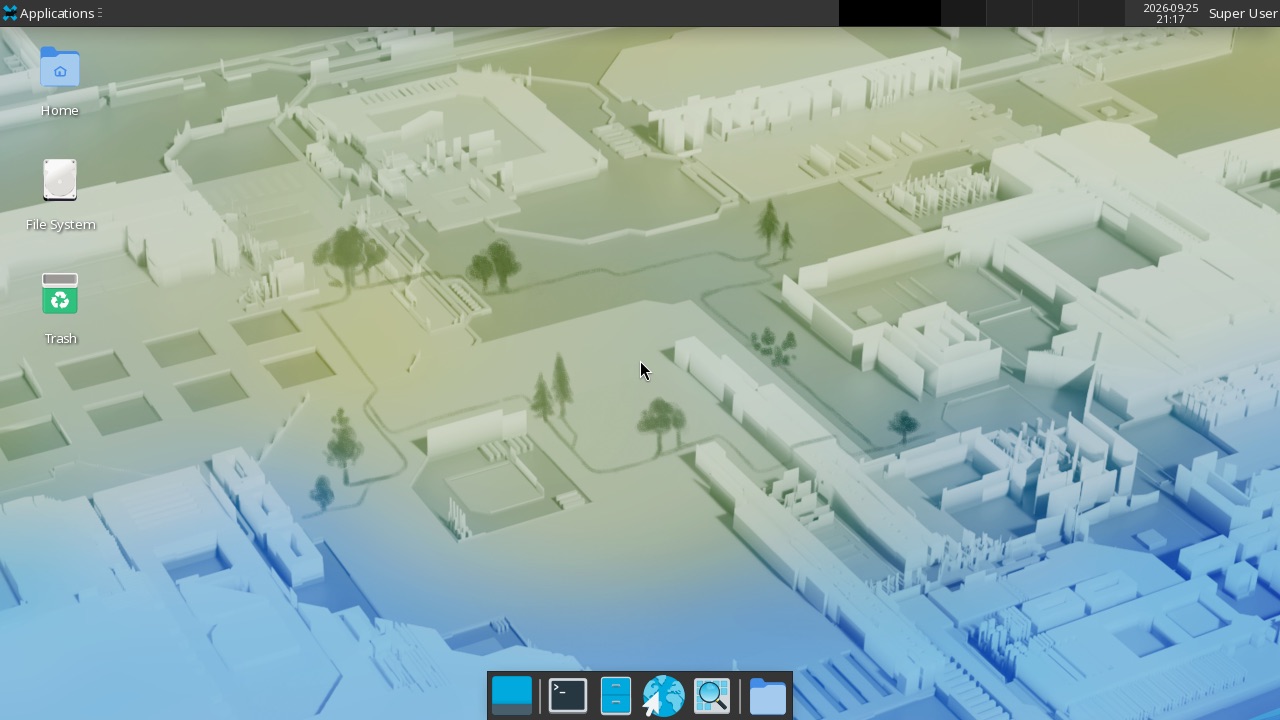 Applications
2026-09-25
21:17
Super User
Home
File System
Trash
>_